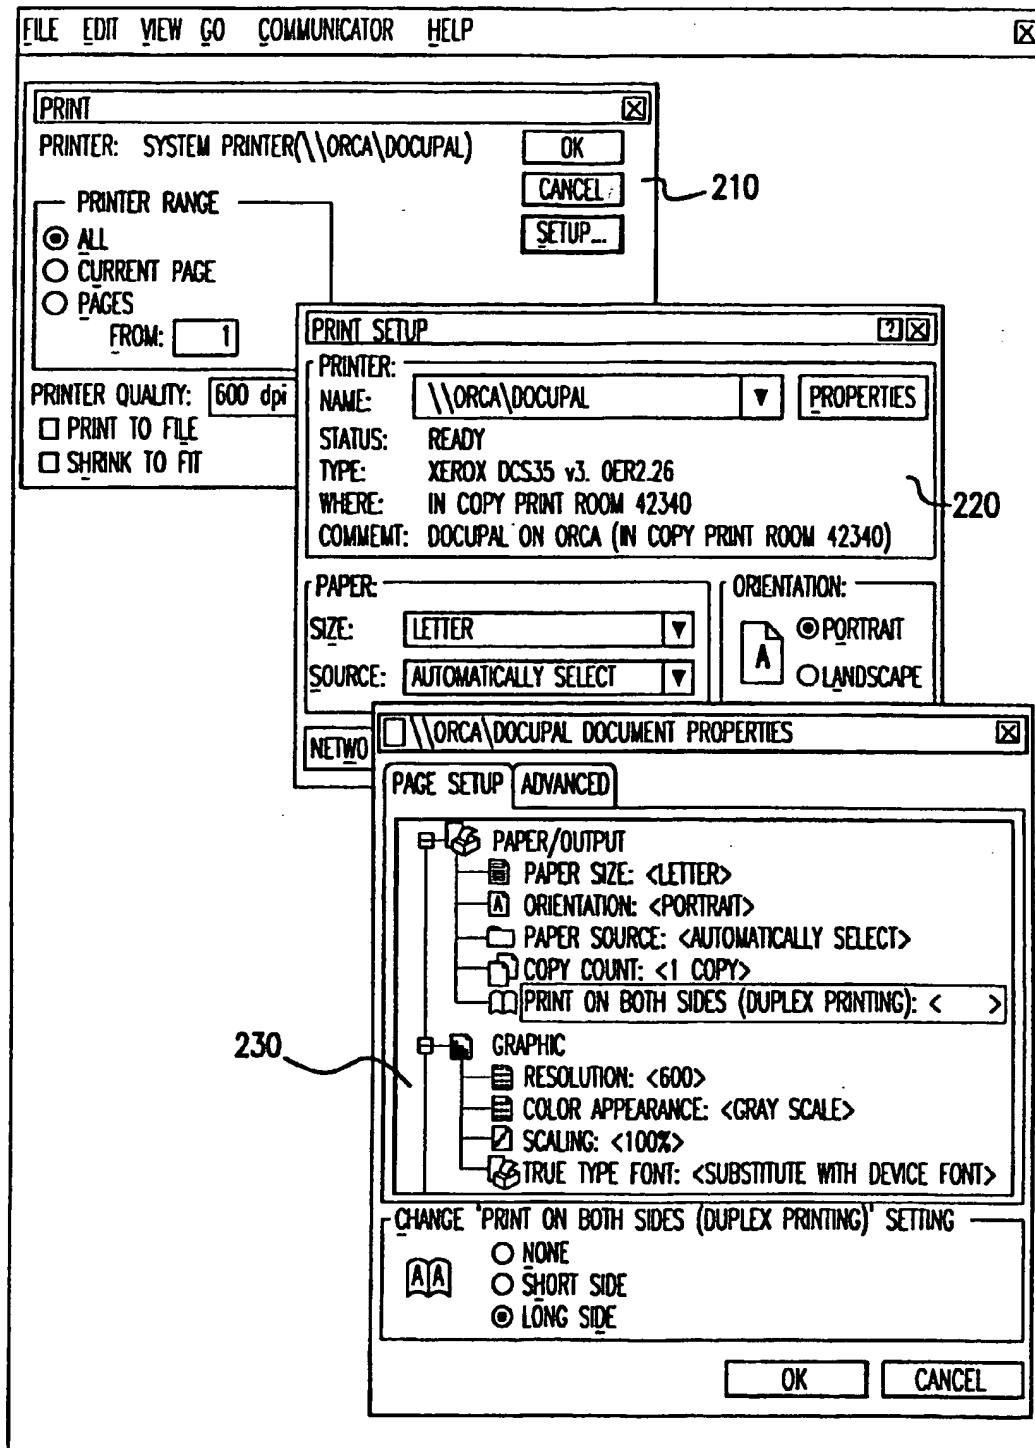 FILE EDIT VIEW GO COMMUNICATOR HELP
PRINT
PRINTER: SYSTEM PRINTER(\\ORCA\DOCUPAL)
OK
CANCEL
SETUP...
210
PRINTER RANGE
ALL
CURRENT PAGE
PAGES
FROM: 1
PRINTER QUALITY: 600 dpi
PRINT TO FILE
SHRINK TO FIT
PRINT SETUP
?
PRINTER:
NAME: \\ORCA\DOCUPAL
PROPERTIES
STATUS: READY
TYPE: XEROX DCS35 v3. 0ER2.26
WHERE: IN COPY PRINT ROOM 42340
COMMEMT: DOCUPAL ON ORCA (IN COPY PRINT ROOM 42340)
220
PAPER:
SIZE: LETTER
SOURCE: AUTOMATICALLY SELECT
ORIENTATION:
A
PORTRAIT
LANDSCAPE
NETWO
\\ORCA\DOCUPAL DOCUMENT PROPERTIES
PAGE SETUP ADVANCED
PAPER/OUTPUT
PAPER SIZE: <LETTER>
A ORIENTATION: <PORTRAIT>
PAPER SOURCE: <AUTOMATICALLY SELECT>
COPY COUNT: <1 COPY>
PRINT ON BOTH SIDES (DUPLEX PRINTING): < >
230
GRAPHIC
RESOLUTION: <600>
COLOR APPEARANCE: <GRAY SCALE>
SCALING: <100%>
TRUE TYPE FONT: <SUBSTITUTE WITH DEVICE FONT>
CHANGE 'PRINT ON BOTH SIDES (DUPLEX PRINTING)' SETTING
A A
NONE
SHORT SIDE
LONG SIDE
OK CANCEL